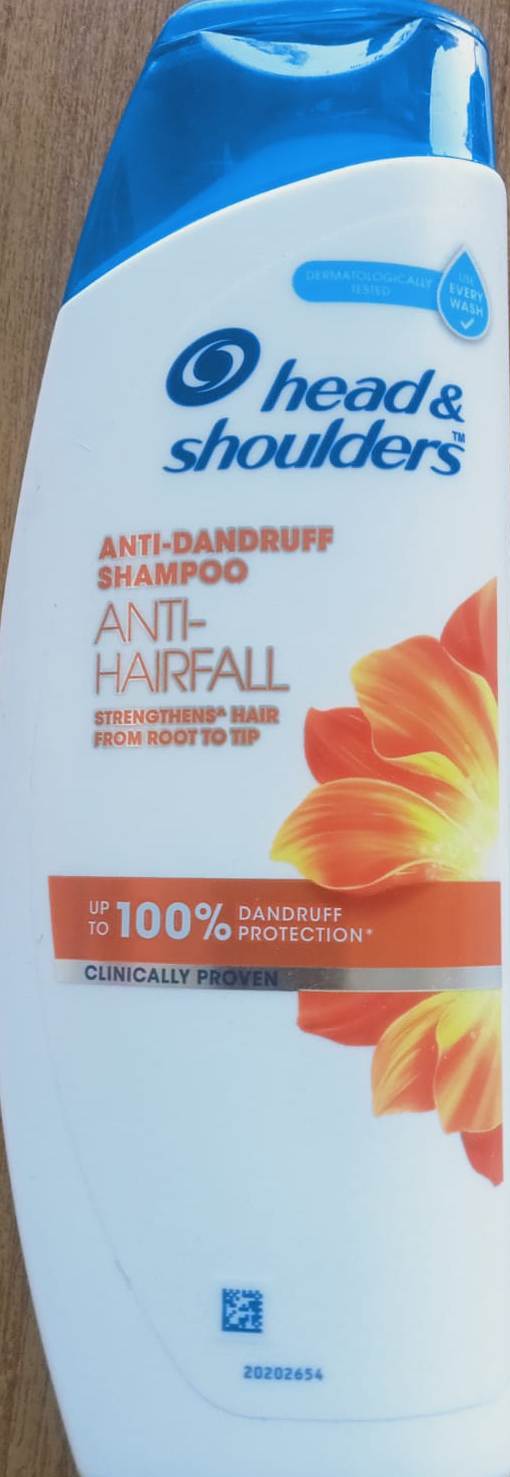 DERMATOLOGICALLY
TESTED
USE
EVERY
WASH
head &
shoulders™
ANTI-DANDRUFF
SHAMPOO
ANTI-
HAIRFALL
STRENGTHENS^ HAIR
FROM ROOT TO TIP
UP
TO 100% DANDRUFF
PROTECTION*
CLINICALLY PROVEN
20202654